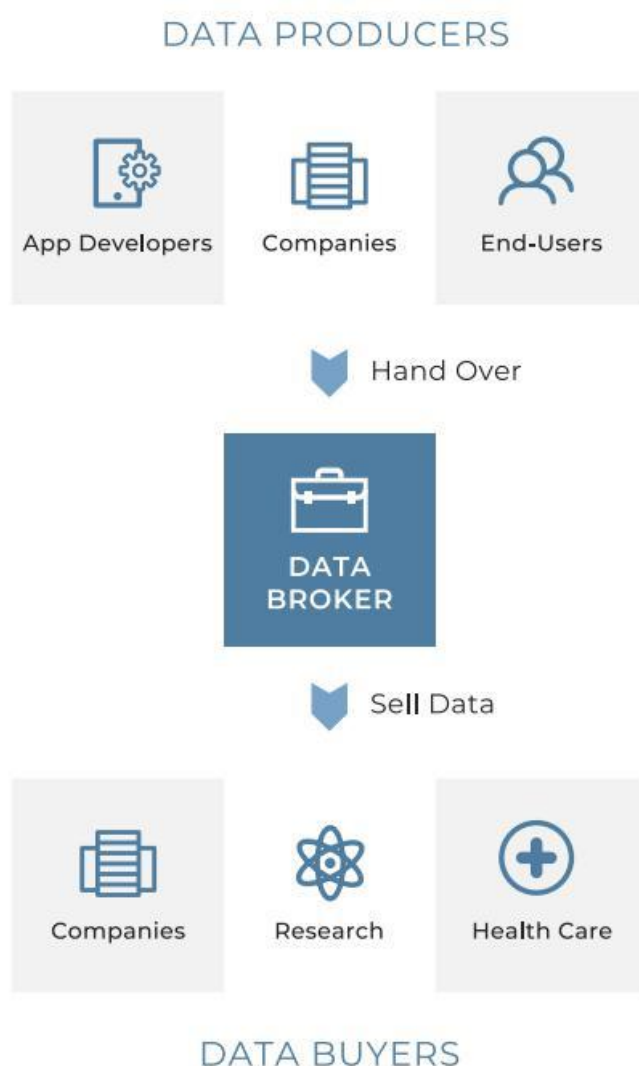 DATA PRODUCERS
App Developers
Companies
End-Users
Hand Over
DATA
BROKER
Sell Data
Companies
Research
Health Care
DATA BUYERS